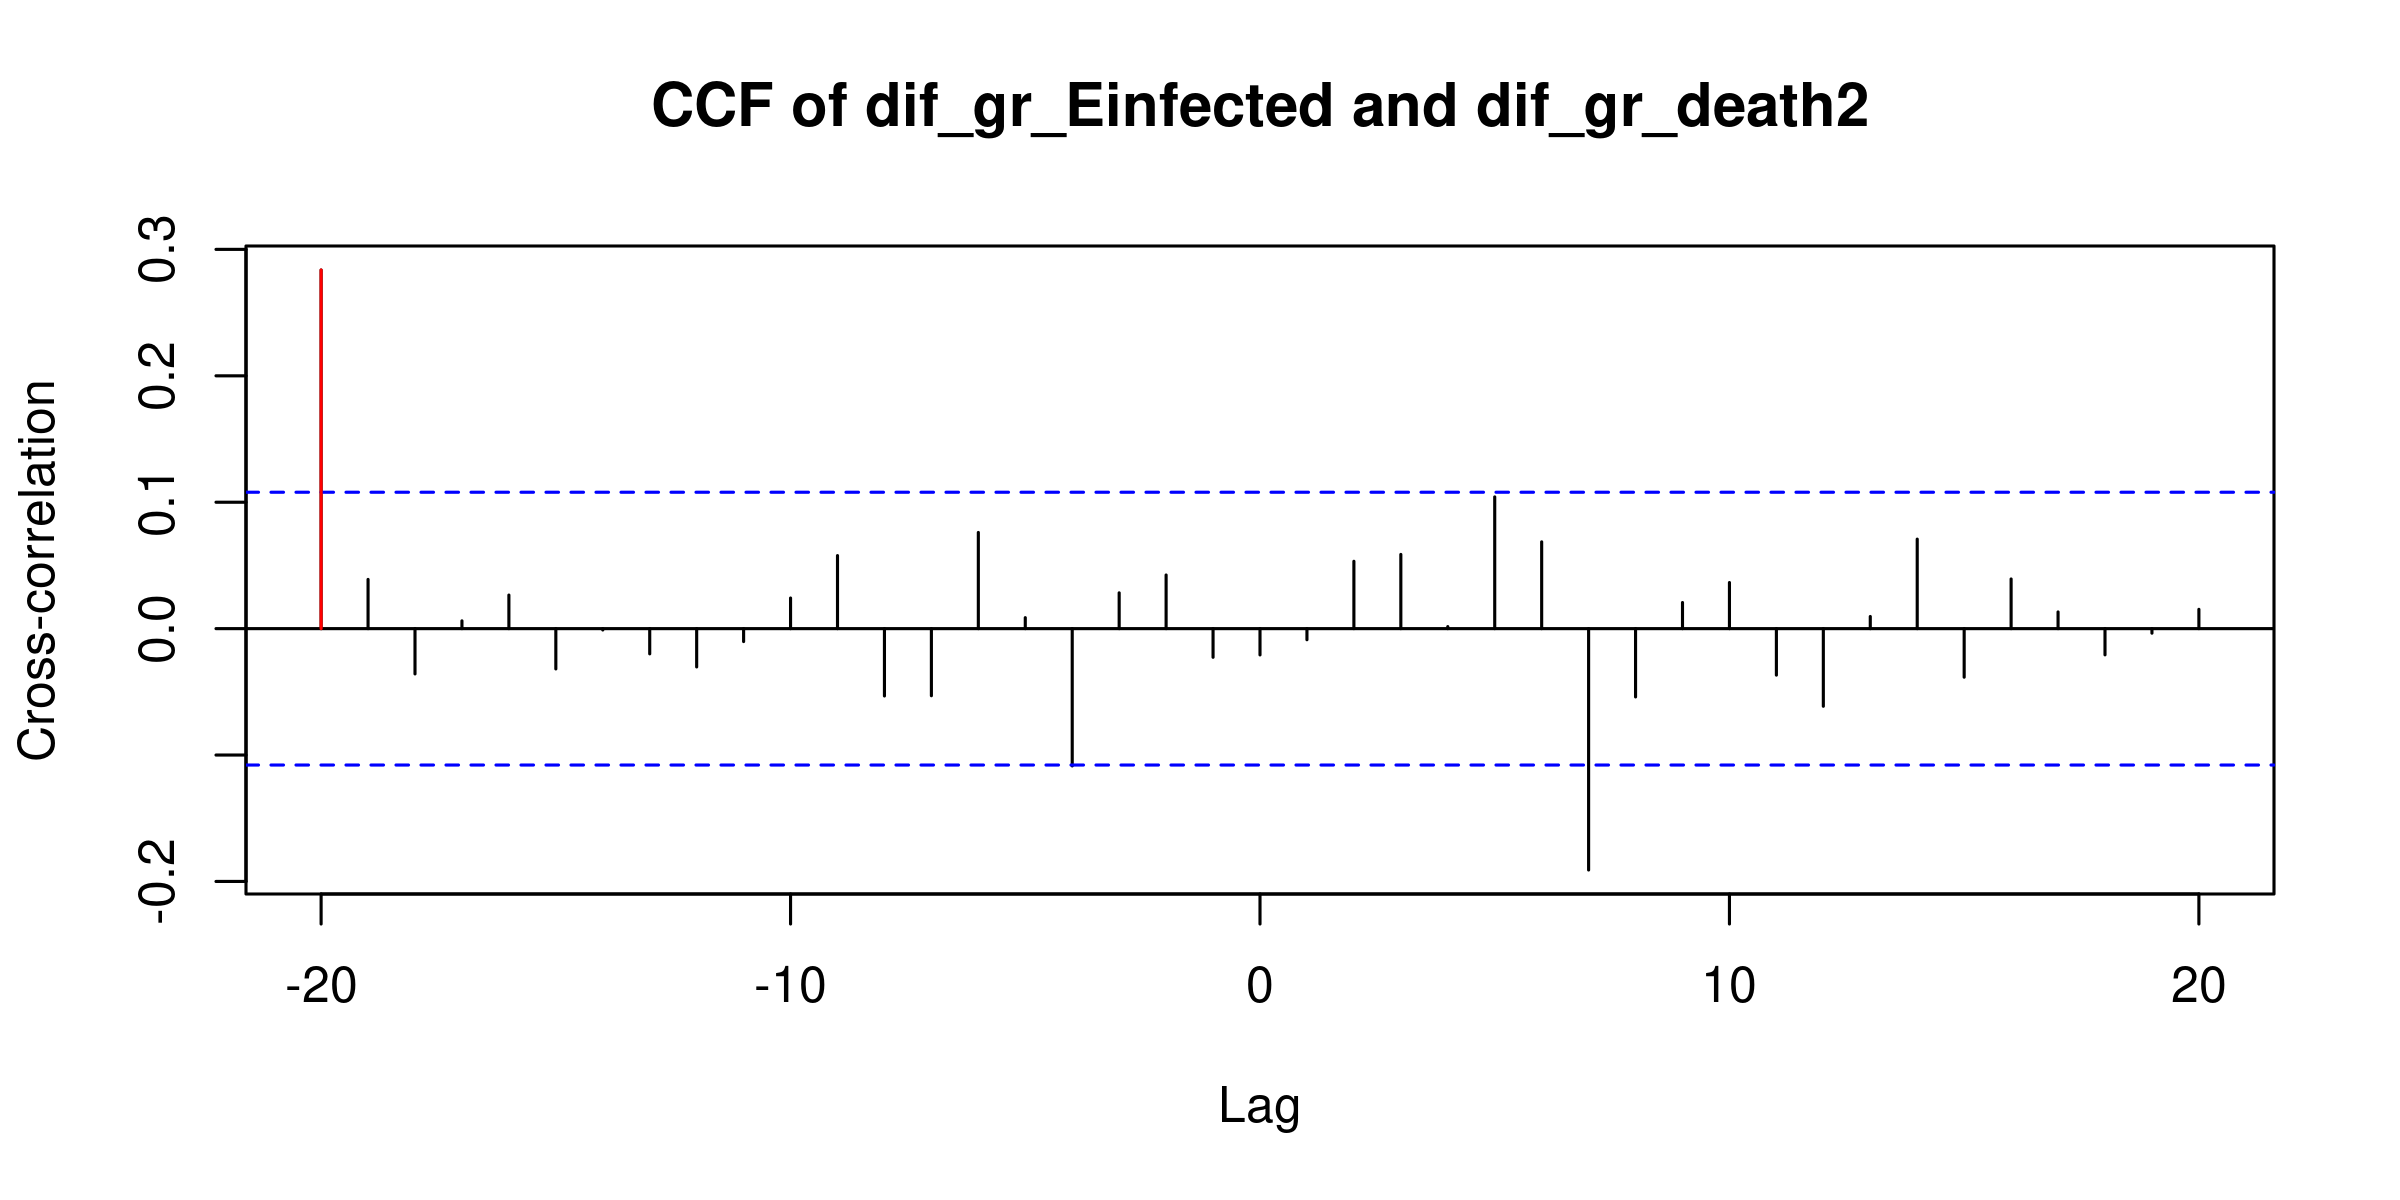 CCF of dif_gr_Einfected and dif_gr_death2
Cross-correlation
0.3
0.2
0.1
0.0
-0.2
-20 -10 0 10 20
Lag